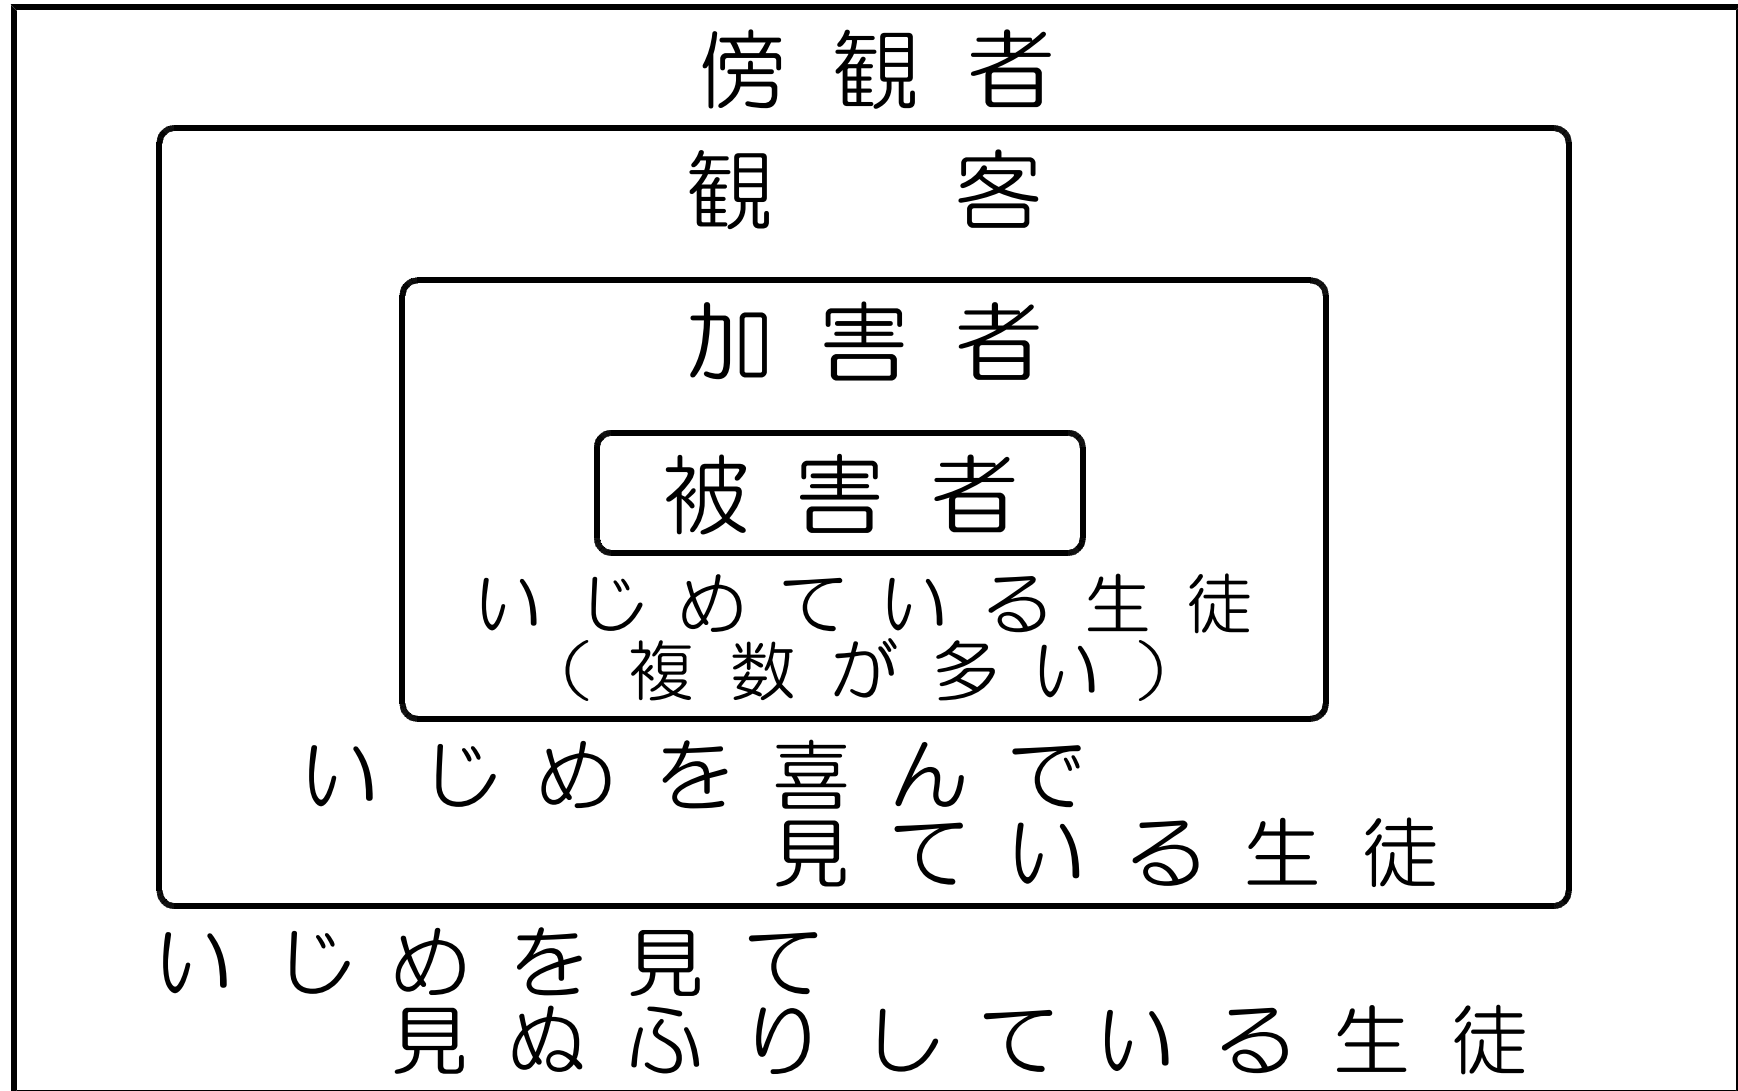 傍観者
観客
加害者
被害者
いじめている生徒
（複数が多い）
いじめを喜んで
見ている生徒
いじめを見て
見ぬふりしている生徒